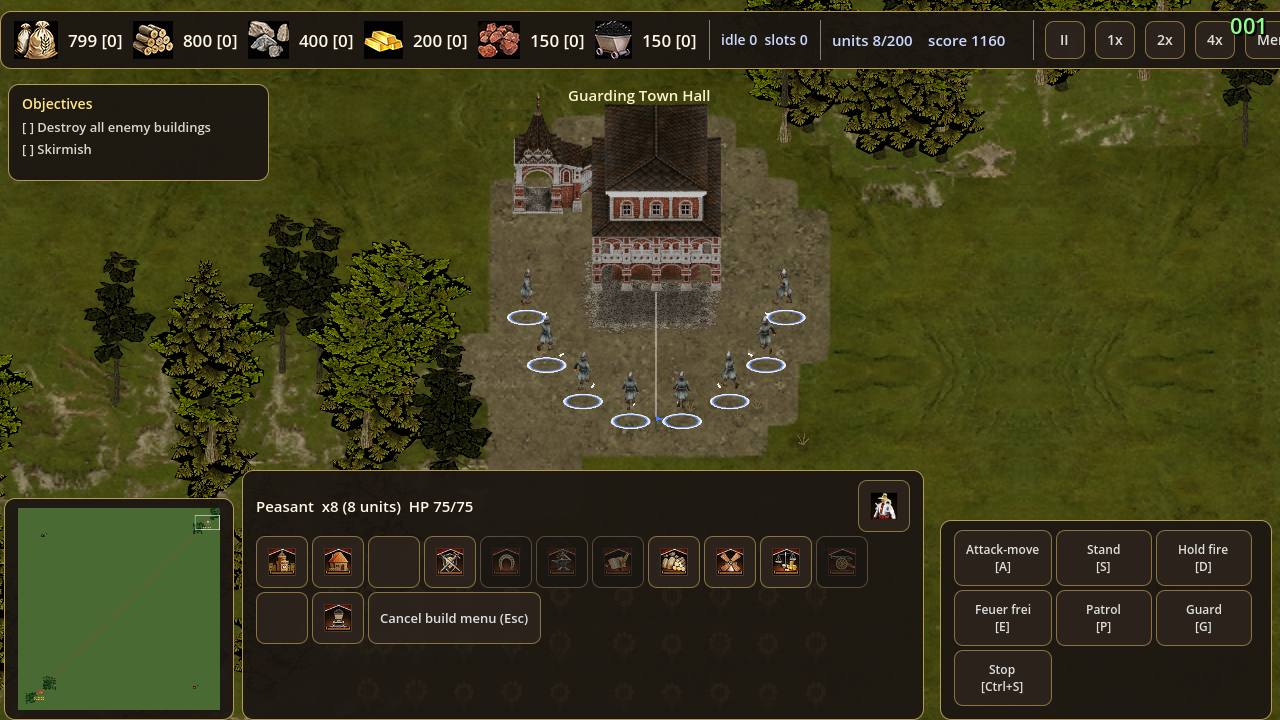 799 [0] 800 [0] 400 [0] 200 [0] 150 [0] 150 [0] idle 0 slots 0 units 8/200 score 1160 II 1x 2x 4x
001
Objectives
[ ] Destroy all enemy buildings
[ ] Skirmish
Guarding Town Hall
Peasant x8 (8 units) HP 75/75
Cancel build menu (Esc)
Attack-move
[A]
Stand
[S]
Hold fire
[D]
Feuer frei
[E]
Patrol
[P]
Guard
[G]
Stop
[Ctrl+S]